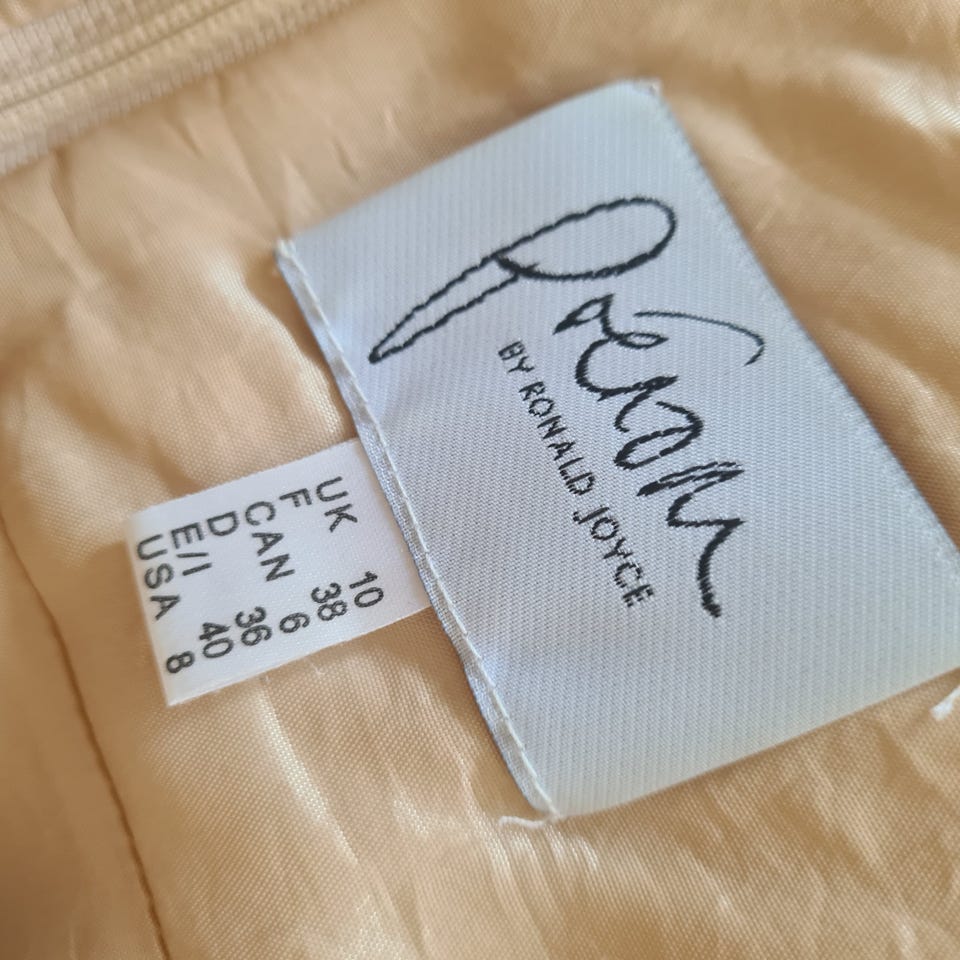 BY RONALD JOYCE
UK 10
F 38
CAN 6
D 36
E/I 40
USA 8